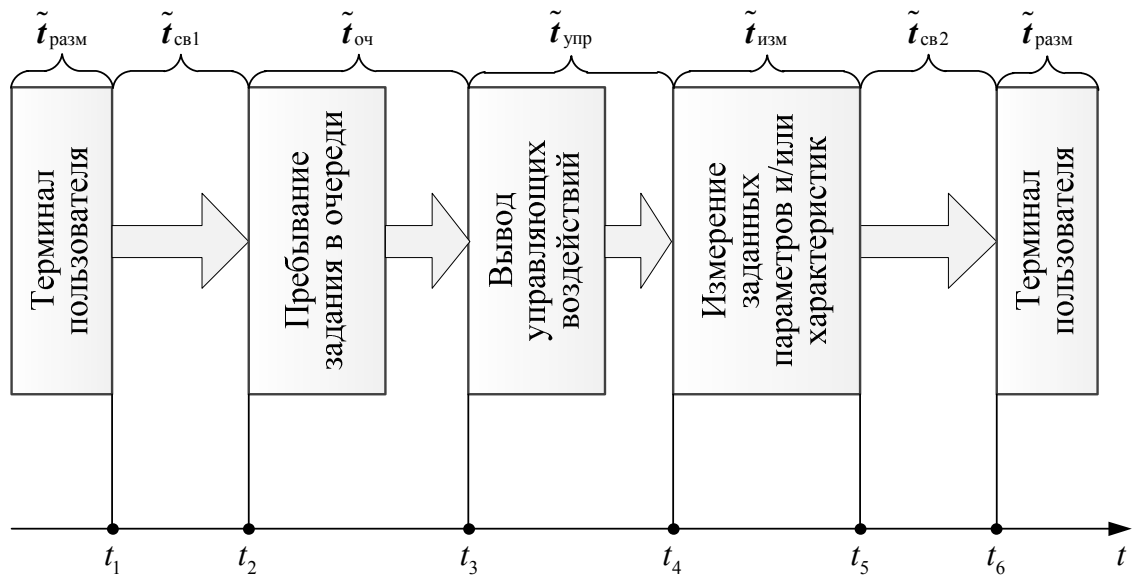 t̃разм t̃св1 t̃оч t̃упр t̃изм t̃св2 t̃разм
Терминал
пользователя
Пребывание
задания в очереди
Вывод
управляющих
воздействий
Измерение
заданных
параметров и/или
характеристик
Терминал
пользователя
t1 t2 t3 t4 t5 t6 t